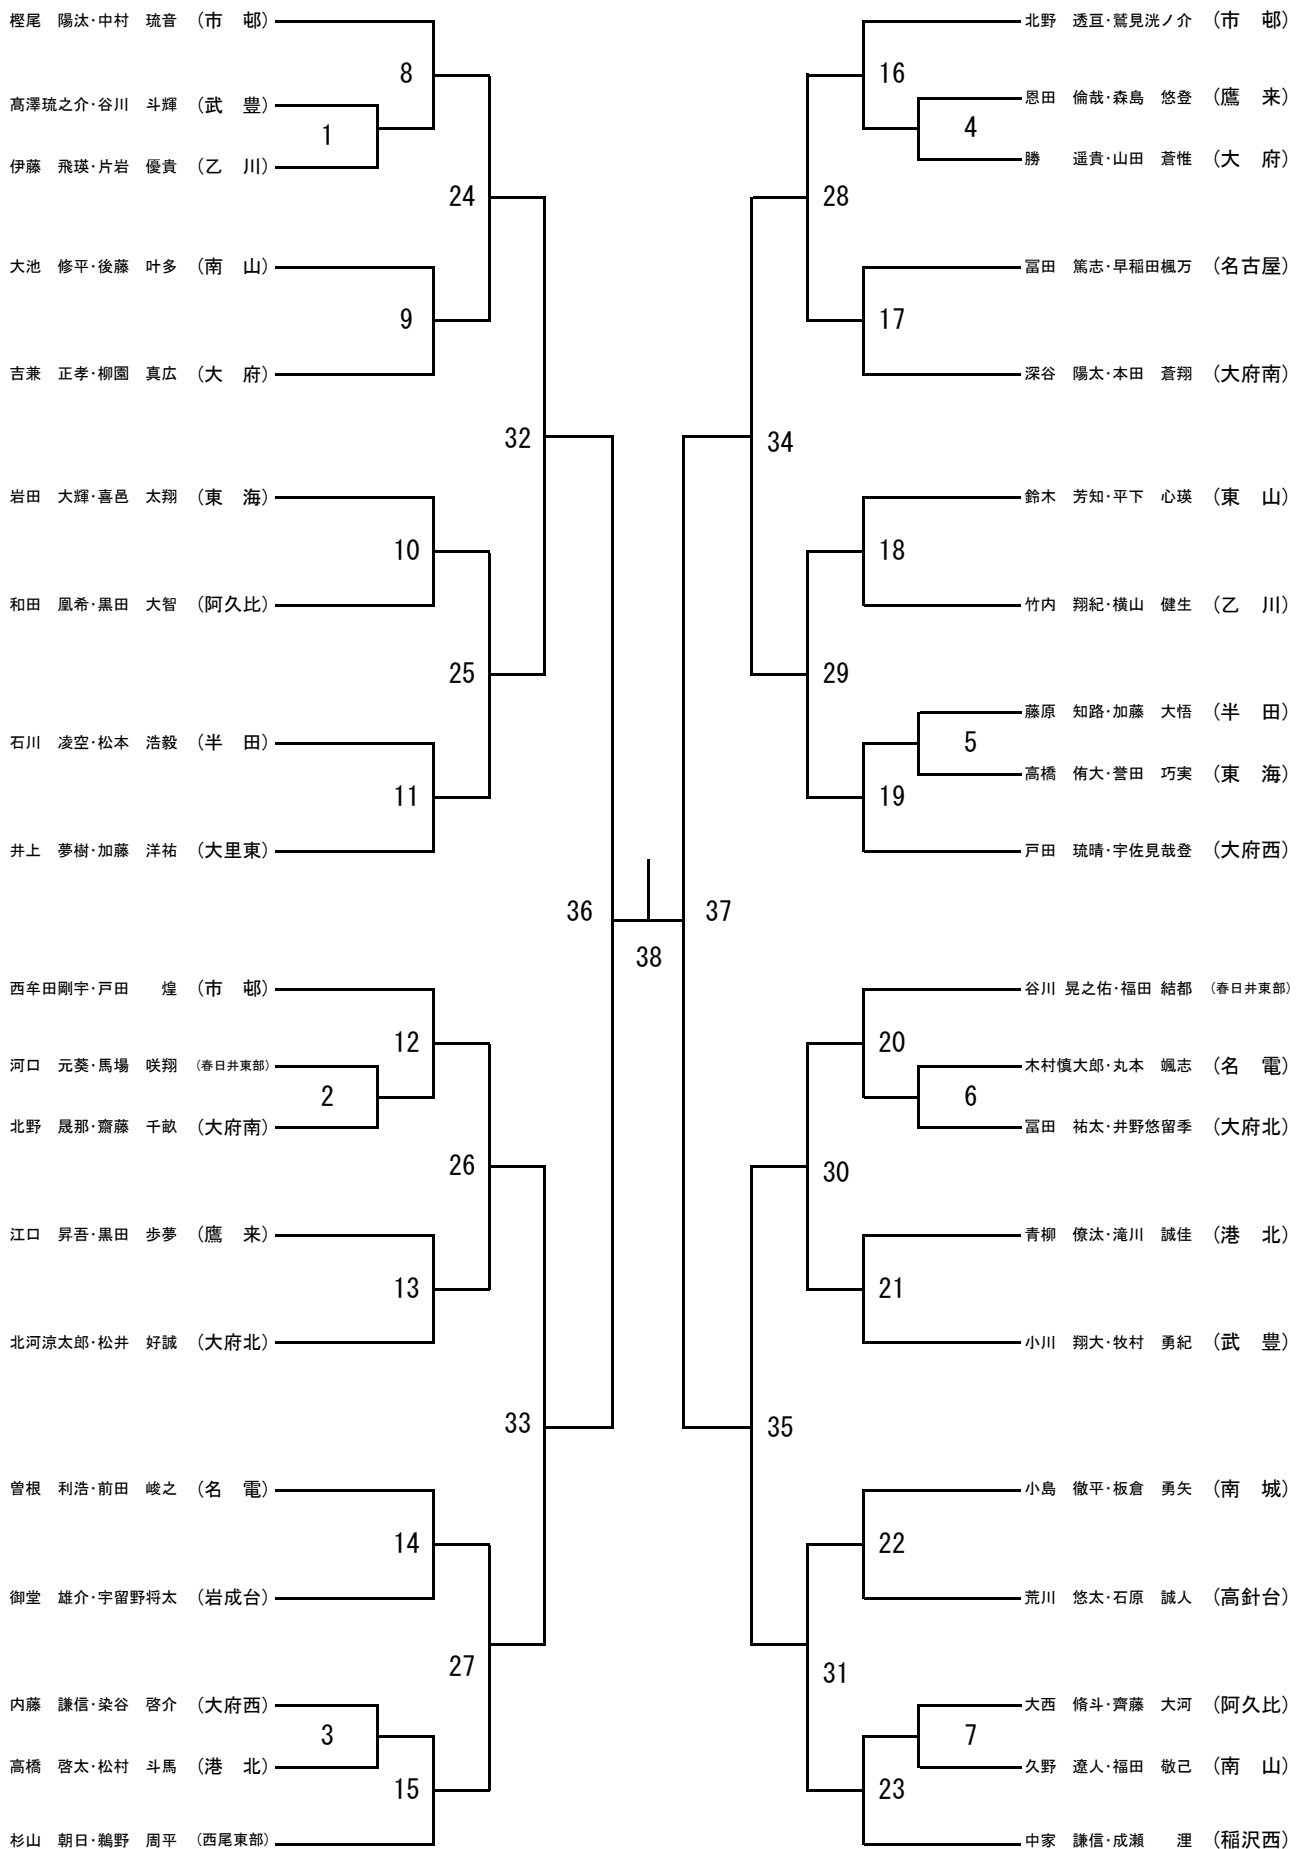 樫尾　陽汰・中村　琉音　（市　邨）
8
髙澤琉之介・谷川　斗輝　（武　豊）
1
伊藤　飛瑛・片岩　優貴　（乙　川）
24
大池　修平・後藤　叶多　（南　山）
9
吉兼　正孝・柳園　真広　（大　府）
32
岩田　大輝・喜邑　太翔　（東　海）
10
和田　凰希・黒田　大智　（阿久比）
25
石川　凌空・松本　浩毅　（半　田）
11
井上　夢樹・加藤　洋祐　（大里東）
36
西牟田剛宇・戸田　　煌　（市　邨）
12
河口　元葵・馬場　咲翔　（春日井東部）
2
北野　晟那・齋藤　千畝　（大府南）
26
江口　昇吾・黒田　歩夢　（鷹　来）
13
北河涼太郎・松井　好誠　（大府北）
33
曽根　利浩・前田　峻之　（名　電）
14
御堂　雄介・宇留野将太　（岩成台）
27
内藤　謙信・染谷　啓介　（大府西）
3
高橋　啓太・松村　斗馬　（港　北）
15
杉山　朝日・鵜野　周平　（西尾東部）
38
北野　透亘・鷲見洸ノ介　（市　邨）
16
恩田　倫哉・森島　悠登　（鷹　来）
4
勝　　遥貴・山田　蒼惟　（大　府）
28
冨田　篤志・早稲田楓万　（名古屋）
17
深谷　陽太・本田　蒼翔　（大府南）
34
鈴木　芳知・平下　心瑛　（東　山）
18
竹内　翔紀・横山　健生　（乙　川）
29
藤原　知路・加藤　大悟　（半　田）
5
高橋　侑大・誉田　巧実　（東　海）
19
戸田　琉晴・宇佐見哉登　（大府西）
37
谷川 晃之佑・福田 結都　（春日井東部）
20
木村慎太郎・丸本　颯志　（名　電）
6
冨田　祐太・井野悠留季　（大府北）
30
青柳　僚汰・滝川　誠佳　（港　北）
21
小川　翔大・牧村　勇紀　（武　豊）
35
小島　徹平・板倉　勇矢　（南　城）
22
荒川　悠太・石原　誠人　（高針台）
31
大西　脩斗・齊藤　大河　（阿久比）
7
久野　遼人・福田　敬己　（南　山）
23
中家　謙信・成瀬　　浬　（稲沢西）